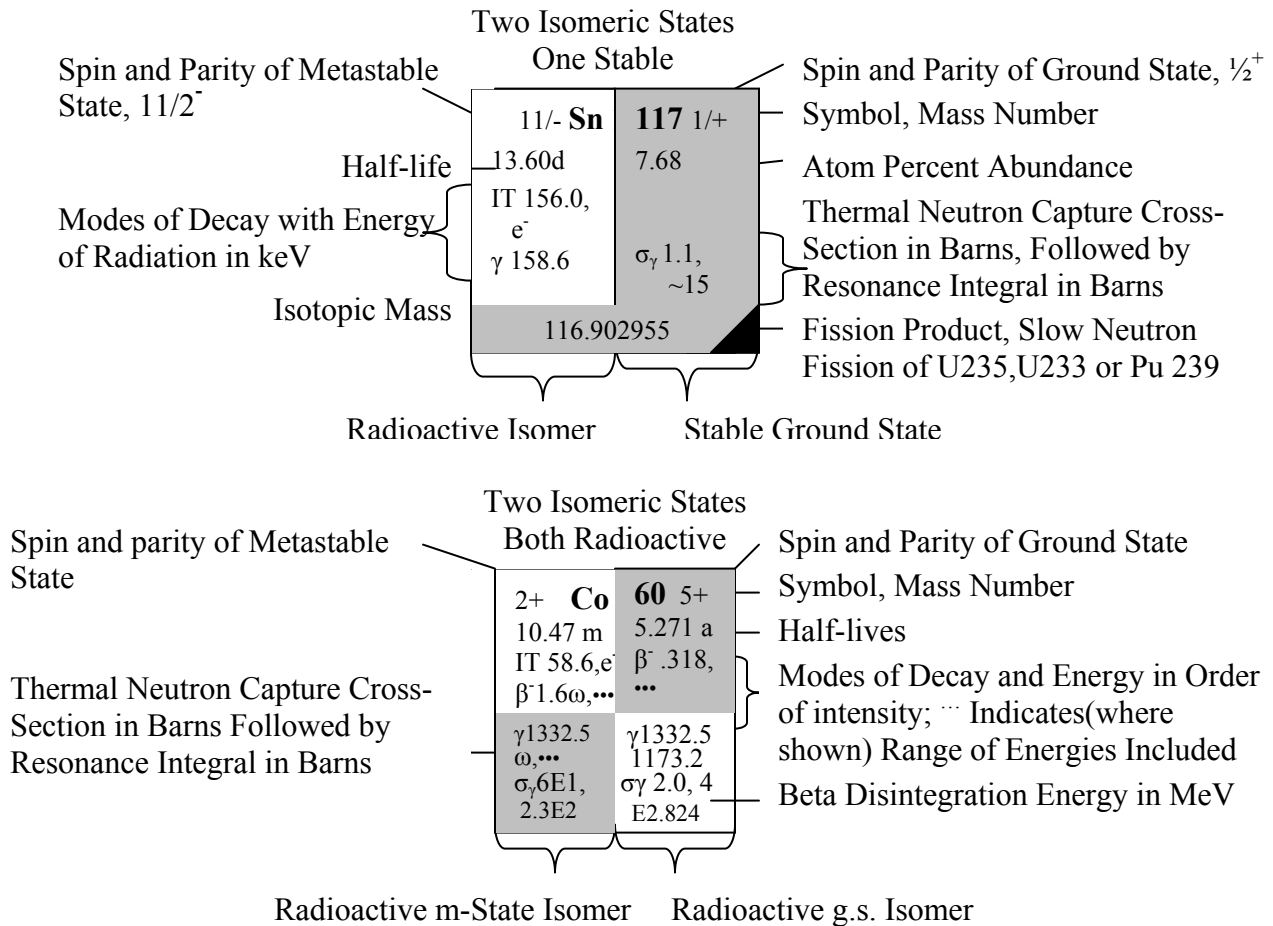 Two Isomeric States
One Stable
Spin and Parity of Metastable
State, 11/2⁻
Half-life
Modes of Decay with Energy
of Radiation in keV
Isotopic Mass
11/- Sn
13.60d
IT 156.0,
e⁻
γ 158.6
117 1/+
7.68
σγ 1.1,
~15
116.902955
Spin and Parity of Ground State, ½⁺
Symbol, Mass Number
Atom Percent Abundance
Thermal Neutron Capture Cross-
Section in Barns, Followed by
Resonance Integral in Barns
Fission Product, Slow Neutron
Fission of U235,U233 or Pu 239
Radioactive Isomer
Stable Ground State
Two Isomeric States
Both Radioactive
Spin and parity of Metastable
State
Thermal Neutron Capture Cross-
Section in Barns Followed by
Resonance Integral in Barns
2+ Co
10.47 m
IT 58.6,e⁻
β⁻1.6ω,•••
γ1332.5
ω,•••
σγ6E1,
2.3E2
60 5+
5.271 a
β⁻ .318,
•••
γ1332.5
1173.2
σγ 2.0, 4
E2.824
Spin and Parity of Ground State
Symbol, Mass Number
Half-lives
Modes of Decay and Energy in Order
of intensity; ... Indicates(where
shown) Range of Energies Included
Beta Disintegration Energy in MeV
Radioactive m-State Isomer
Radioactive g.s. Isomer